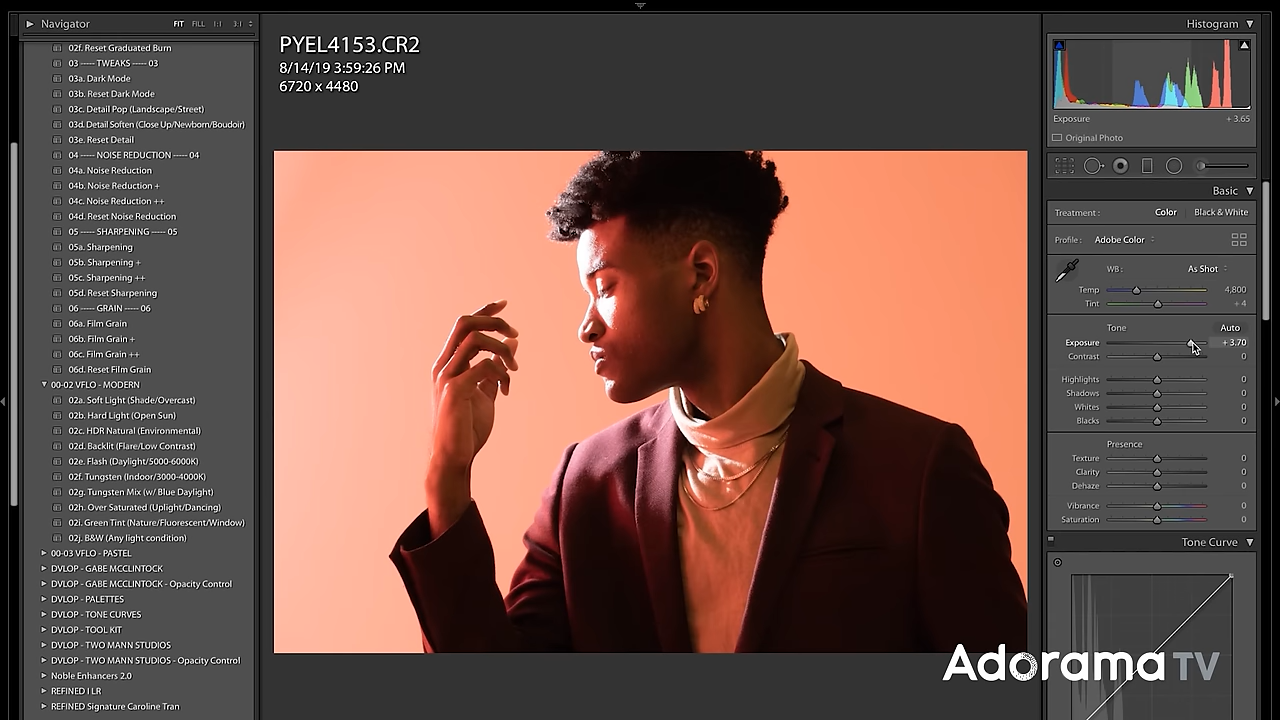 Navigator
FIT FILL 1:1 3:1
02f. Reset Graduated Burn
03 ----- TWEAKS ----- 03
03a. Dark Mode
03b. Reset Dark Mode
03c. Detail Pop (Landscape/Street)
03d. Detail Soften (Close Up/Newborn/Boudoir)
03e. Reset Detail
04 ----- NOISE REDUCTION ----- 04
04a. Noise Reduction
04b. Noise Reduction +
04c. Noise Reduction ++
04d. Reset Noise Reduction
05 ----- SHARPENING ----- 05
05a. Sharpening
05b. Sharpening +
05c. Sharpening ++
05d. Reset Sharpening
06 ----- GRAIN ----- 06
06a. Film Grain
06b. Film Grain +
06c. Film Grain ++
06d. Reset Film Grain
00-02 VFLO - MODERN
02a. Soft Light (Shade/Overcast)
02b. Hard Light (Open Sun)
02c. HDR Natural (Environmental)
02d. Backlit (Flare/Low Contrast)
02e. Flash (Daylight/5000-6000K)
02f. Tungsten (Indoor/3000-4000K)
02g. Tungsten Mix (w/ Blue Daylight)
02h. Over Saturated (Uplight/Dancing)
02i. Green Tint (Nature/Fluorescent/Window)
02j. B&W (Any light condition)
00-03 VFLO - PASTEL
DVLOP - GABE MCCLINTOCK
DVLOP - GABE MCCLINTOCK - Opacity Control
DVLOP - PALETTES
DVLOP - TONE CURVES
DVLOP - TOOL KIT
DVLOP - TWO MANN STUDIOS
DVLOP - TWO MANN STUDIOS - Opacity Control
Noble Enhancers 2.0
REFINED I LR
REFINED Signature Caroline Tran
PYEL4153.CR2
8/14/19 3:59:26 PM
6720 x 4480
Histogram
Exposure + 3.65
Original Photo
Basic
Treatment : Color Black & White
Profile : Adobe Color
WB : As Shot
Temp 4,800
Tint + 4
Tone Auto
Exposure + 3.70
Contrast 0
Highlights 0
Shadows 0
Whites 0
Blacks 0
Presence
Texture 0
Clarity 0
Dehaze 0
Vibrance 0
Saturation 0
Tone Curve
Adorama TV